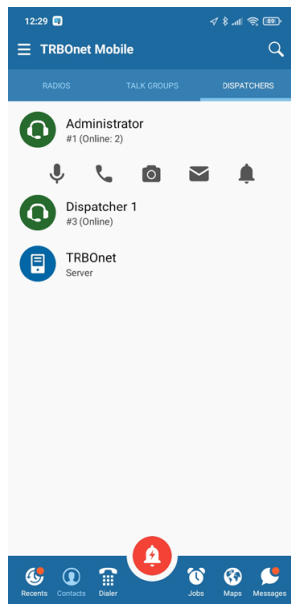 12:29
89
TRBOnet Mobile
RADIOS
TALK GROUPS
DISPATCHERS
Administrator
#1 (Online: 2)
Dispatcher 1
#3 (Online)
TRBOnet
Server
Recents
Contacts
Dialer
Jobs
Maps
Messages